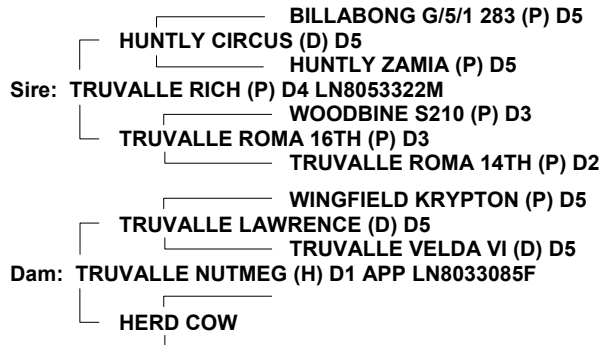 BILLABONG G/5/1 283 (P) D5
HUNTLY CIRCUS (D) D5
HUNTLY ZAMIA (P) D5
Sire: TRUVALLE RICH (P) D4 LN8053322M
WOODBINE S210 (P) D3
TRUVALLE ROMA 16TH (P) D3
TRUVALLE ROMA 14TH (P) D2
WINGFIELD KRYPTON (P) D5
TRUVALLE LAWRENCE (D) D5
TRUVALLE VELDA VI (D) D5
Dam: TRUVALLE NUTMEG (H) D1 APP LN8033085F
HERD COW